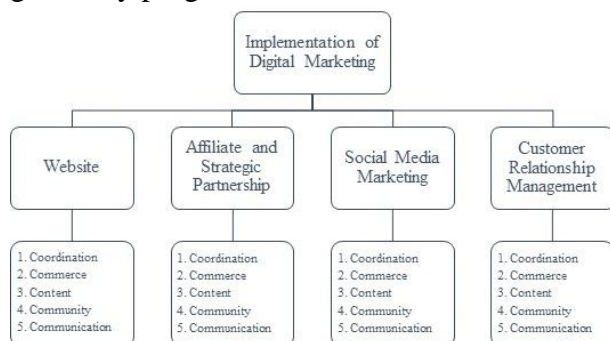 Implementation of
Digital Marketing
Website
Affiliate and
Strategic
Partnership
Social Media
Marketing
Customer
Relationship
Management
1. Coordination
2. Commerce
3. Content
4. Community
5. Communication
1. Coordination
2. Commerce
3. Content
4. Community
5. Communication
1. Coordination
2. Commerce
3. Content
4. Community
5. Communication
1. Coordination
2. Commerce
3. Content
4. Community
5. Communication